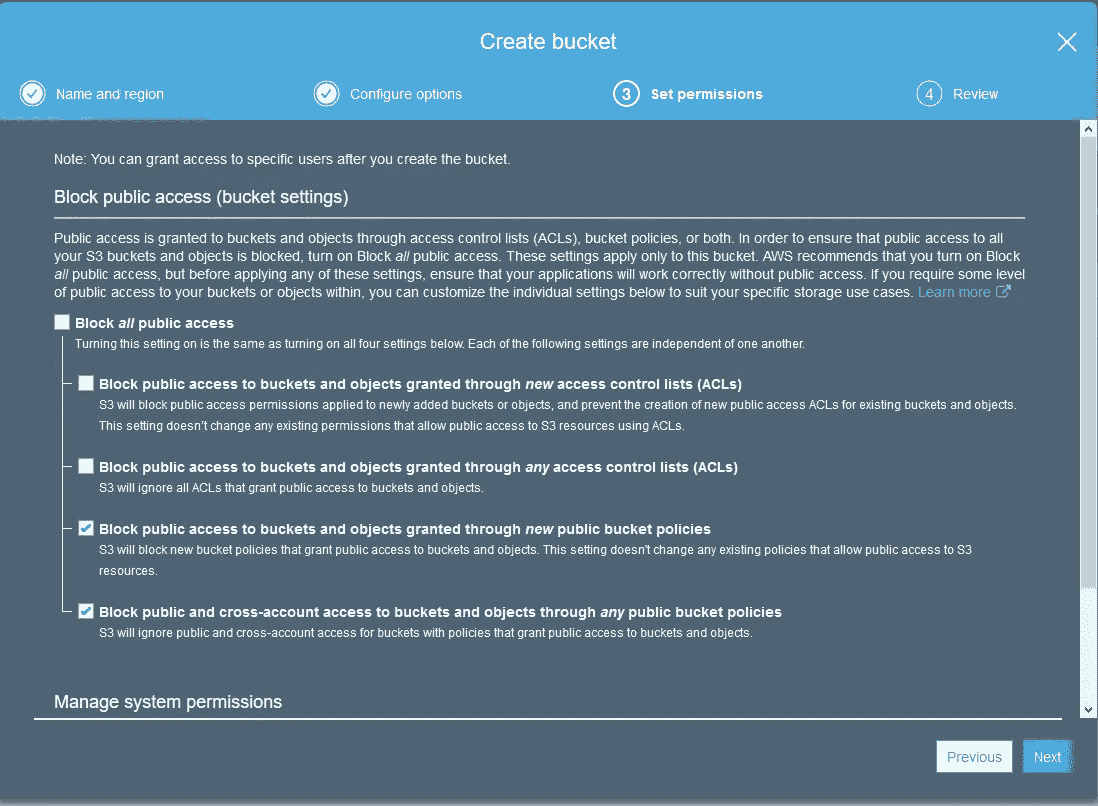 Create bucket
Name and region
Configure options
3 Set permissions
4 Review
Note: You can grant access to specific users after you create the bucket.
Block public access (bucket settings)
Public access is granted to buckets and objects through access control lists (ACLs), bucket policies, or both. In order to ensure that public access to all
your S3 buckets and objects is blocked, turn on Block all public access. These settings apply only to this bucket. AWS recommends that you turn on Block
all public access, but before applying any of these settings, ensure that your applications will work correctly without public access. If you require some level
of public access to your buckets or objects within, you can customize the individual settings below to suit your specific storage use cases. Learn more
Block all public access
Turning this setting on is the same as turning on all four settings below. Each of the following settings are independent of one another.
Block public access to buckets and objects granted through new access control lists (ACLs)
S3 will block public access permissions applied to newly added buckets or objects, and prevent the creation of new public access ACLs for existing buckets and objects.
This setting doesn't change any existing permissions that allow public access to S3 resources using ACLs.
Block public access to buckets and objects granted through any access control lists (ACLs)
S3 will ignore all ACLs that grant public access to buckets and objects.
Block public access to buckets and objects granted through new public bucket policies
S3 will block new bucket policies that grant public access to buckets and objects. This setting doesn't change any existing policies that allow public access to S3
resources.
Block public and cross-account access to buckets and objects through any public bucket policies
S3 will ignore public and cross-account access for buckets with policies that grant public access to buckets and objects.
Manage system permissions
Previous
Next